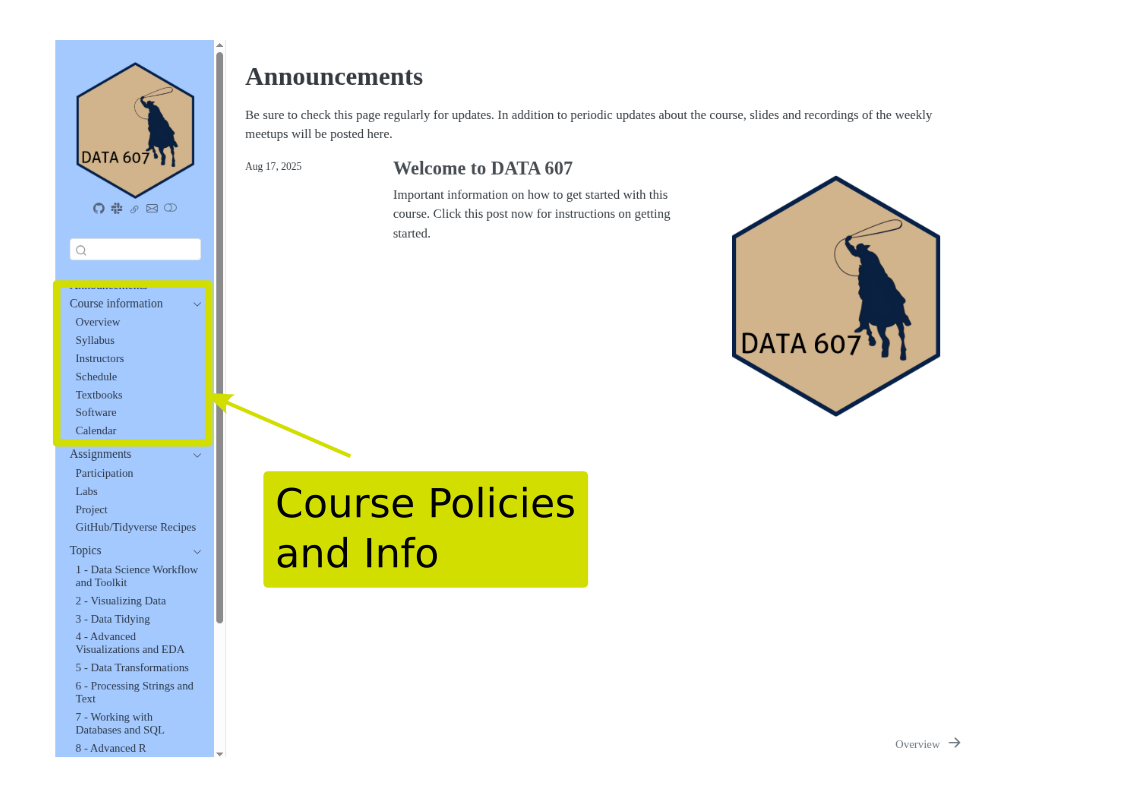 DATA 607
Announcements
Course information
Overview
Syllabus
Instructors
Schedule
Textbooks
Software
Calendar
Assignments
Participation
Labs
Project
GitHub/Tidyverse Recipes
Topics
1 - Data Science Workflow
and Toolkit
2 - Visualizing Data
3 - Data Tidying
4 - Advanced
Visualizations and EDA
5 - Data Transformations
6 - Processing Strings and
Text
7 - Working with
Databases and SQL
8 - Advanced R
Announcements
Be sure to check this page regularly for updates. In addition to periodic updates about the course, slides and recordings of the weekly
meetups will be posted here.
Aug 17, 2025
Welcome to DATA 607
Important information on how to get started with this
course. Click this post now for instructions on getting
started.
DATA 607
Course Policies
and Info
Overview